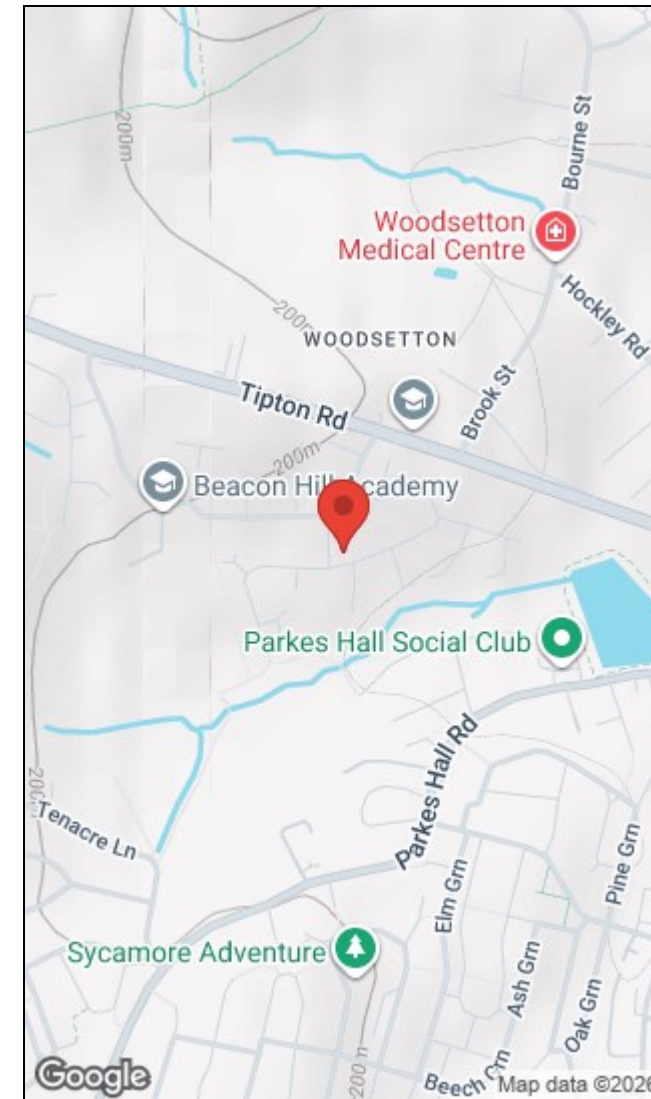 200m
Bourne St
Woodsetton
Medical Centre
Hockley Rd
200m
WOODSETTON
Tipton Rd
Brook St
200m
Beacon Hill Academy
Parkes Hall Social Club
Parkes Hall Rd
200m
Tenacre Ln
Elm Grn
Pine Grn
Sycamore Adventure
Ash Grn
Oak Grn
200 m
Beech Grn
Google
Map data ©2026